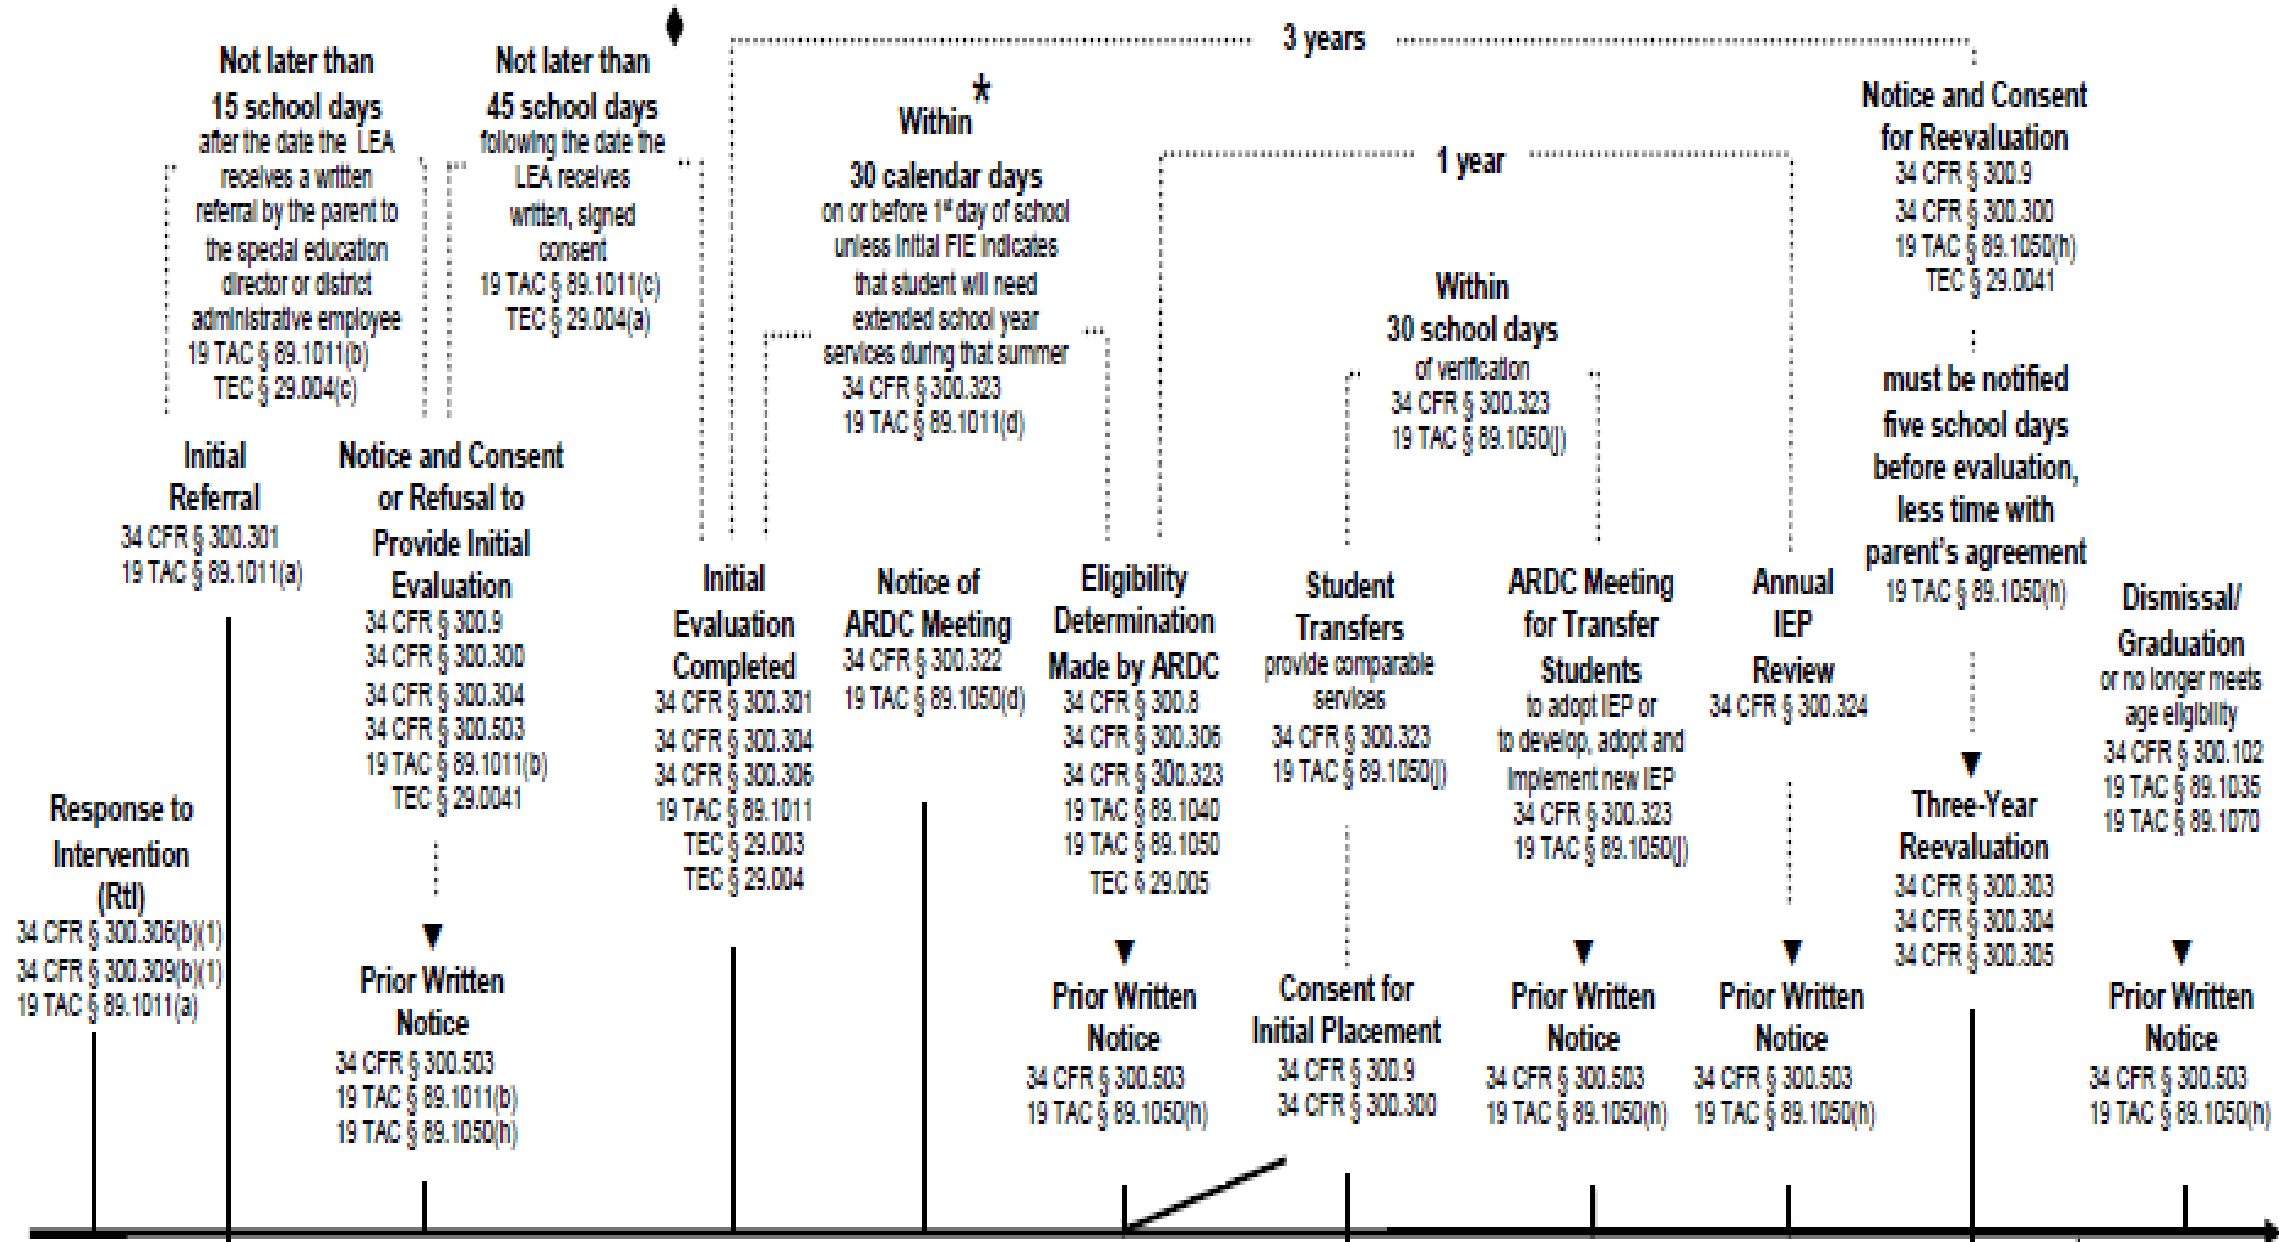 3 years
Not later than
15 school days
after the date the LEA
receives a written
referral by the parent to
the special education
director or district
administrative employee
19 TAC § 89.1011(b)
TEC § 29.004(c)
Not later than
45 school days
following the date the
LEA receives
written, signed
consent
19 TAC § 89.1011(c)
TEC § 29.004(a)
*
Within
30 calendar days
on or before 1st day of school
unless initial FIE indicates
that student will need
extended school year
services during that summer
34 CFR § 300.323
19 TAC § 89.1011(d)
1 year
Within
30 school days
of verification
34 CFR § 300.323
19 TAC § 89.1050(j)
Notice and Consent
for Reevaluation
34 CFR § 300.9
34 CFR § 300.300
19 TAC § 89.1050(h)
TEC § 29.0041
must be notified
five school days
before evaluation,
less time with
parent's agreement
19 TAC § 89.1050(h)
Response to
Intervention
(RtI)
34 CFR § 300.306(b)(1)
34 CFR § 300.309(b)(1)
19 TAC § 89.1011(a)
Initial
Referral
34 CFR § 300.301
19 TAC § 89.1011(a)
Notice and Consent
or Refusal to
Provide Initial
Evaluation
34 CFR § 300.9
34 CFR § 300.300
34 CFR § 300.304
34 CFR § 300.503
19 TAC § 89.1011(b)
TEC § 29.0041
Prior Written
Notice
34 CFR § 300.503
19 TAC § 89.1011(b)
19 TAC § 89.1050(h)
Initial
Evaluation
Completed
34 CFR § 300.301
34 CFR § 300.304
34 CFR § 300.306
19 TAC § 89.1011
TEC § 29.003
TEC § 29.004
Notice of
ARDC Meeting
34 CFR § 300.322
19 TAC § 89.1050(d)
Eligibility
Determination
Made by ARDC
34 CFR § 300.8
34 CFR § 300.306
34 CFR § 300.323
19 TAC § 89.1040
19 TAC § 89.1050
TEC § 29.005
Prior Written
Notice
34 CFR § 300.503
19 TAC § 89.1050(h)
Student
Transfers
provide comparable
services
34 CFR § 300.323
19 TAC § 89.1050(j)
Consent for
Initial Placement
34 CFR § 300.9
34 CFR § 300.300
ARDC Meeting
for Transfer
Students
to adopt IEP or
to develop, adopt and
implement new IEP
34 CFR § 300.323
19 TAC § 89.1050(j)
Prior Written
Notice
34 CFR § 300.503
19 TAC § 89.1050(h)
Annual
IEP
Review
34 CFR § 300.324
Prior Written
Notice
34 CFR § 300.503
19 TAC § 89.1050(h)
Three-Year
Reevaluation
34 CFR § 300.303
34 CFR § 300.304
34 CFR § 300.305
Dismissal/
Graduation
or no longer meets
age eligibility
34 CFR § 300.102
19 TAC § 89.1035
19 TAC § 89.1070
Prior Written
Notice
34 CFR § 300.503
19 TAC § 89.1050(h)